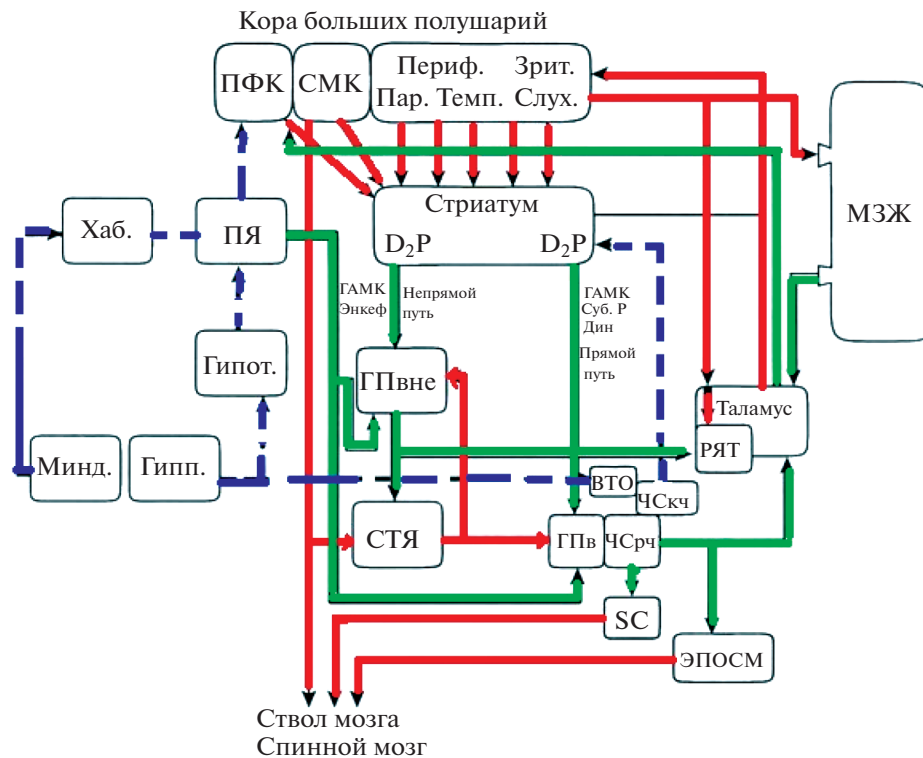 Кора больших полушарий
ПФК
СМК
Периф. Зрит.
Пар. Темп. Слух.
МЗЖ
Стриатум
D₂P D₂P
Хаб.
ПЯ
ГАМК
Энкеф
Непрямой
путь
ГАМК
Суб. Р
Дин
Прямой
путь
Гипот.
ГПвне
Таламус
РЯТ
Минд.
Гипп.
ВТО
ЧСкч
СТЯ
ГПв
ЧСрч
SC
ЭПОСМ
Ствол мозга
Спинной мозг